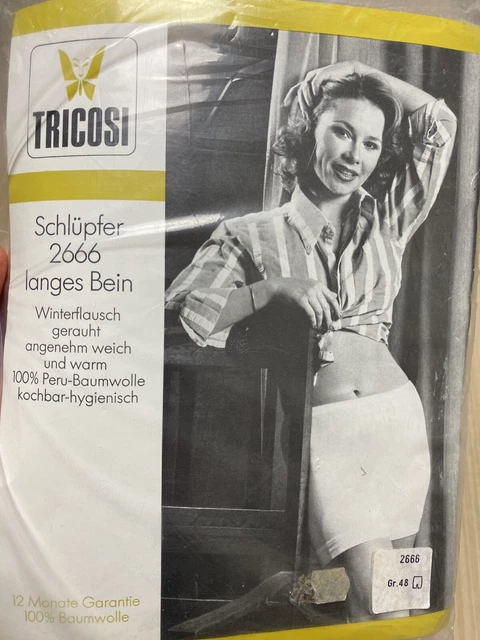 TRICOSI
Schlüpfer
2666
langes Bein
Winterflausch
gerauht
angenehm weich
und warm
100% Peru-Baumwolle
kochbar-hygienisch
2666
Gr.48
12 Monate Garantie
100% Baumwolle